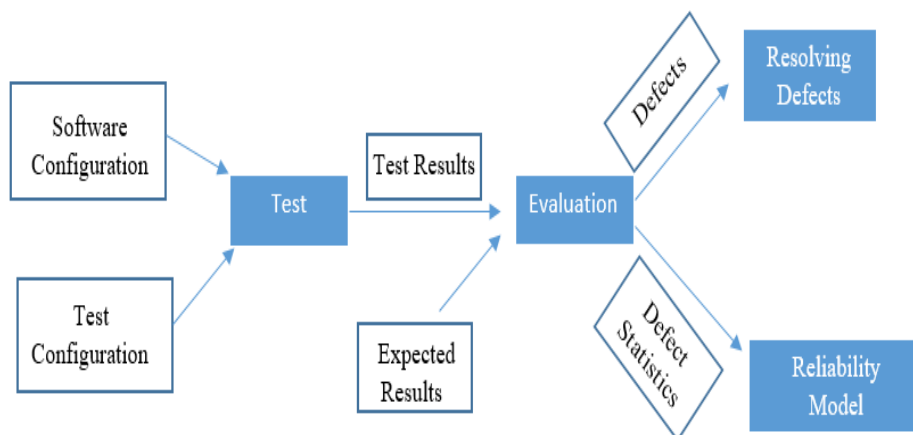 Software
Configuration
Test
Configuration
Test
Test Results
Expected
Results
Evaluation
Defects
Defect
Statistics
Resolving
Defects
Reliability
Model